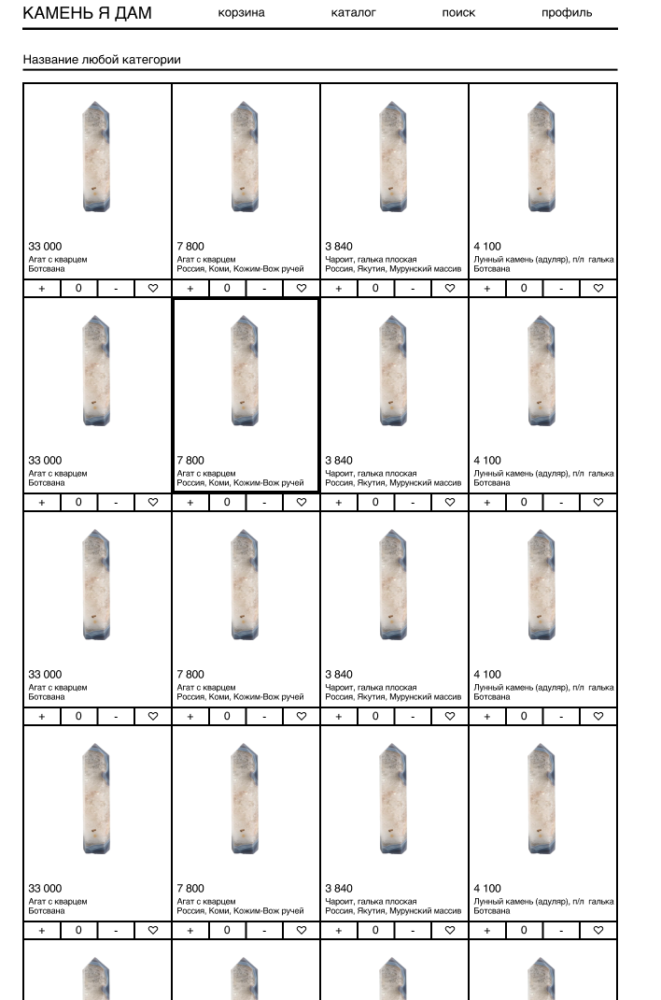 КАМЕНЬ Я ДАМ корзина каталог поиск профиль
Название любой категории
33 000 7 800 3 840 4 100
Агат с кварцем Агат с кварцем Чароит, галька плоская Лунный камень (адуляр), п/п галька
Ботсвана Россия, Коми, Кожим-Вож ручей Россия, Якутия, Мурунский массив Ботсвана
+ 0 - ♡ + 0 - ♡ + 0 - ♡ + 0 - ♡
33 000 7 800 3 840 4 100
Агат с кварцем Агат с кварцем Чароит, галька плоская Лунный камень (адуляр), п/п галька
Ботсвана Россия, Коми, Кожим-Вож ручей Россия, Якутия, Мурунский массив Ботсвана
+ 0 - ♡ + 0 - ♡ + 0 - ♡ + 0 - ♡
33 000 7 800 3 840 4 100
Агат с кварцем Агат с кварцем Чароит, галька плоская Лунный камень (адуляр), п/п галька
Ботсвана Россия, Коми, Кожим-Вож ручей Россия, Якутия, Мурунский массив Ботсвана
+ 0 - ♡ + 0 - ♡ + 0 - ♡ + 0 - ♡
33 000 7 800 3 840 4 100
Агат с кварцем Агат с кварцем Чароит, галька плоская Лунный камень (адуляр), п/п галька
Ботсвана Россия, Коми, Кожим-Вож ручей Россия, Якутия, Мурунский массив Ботсвана
+ 0 - ♡ + 0 - ♡ + 0 - ♡ + 0 - ♡